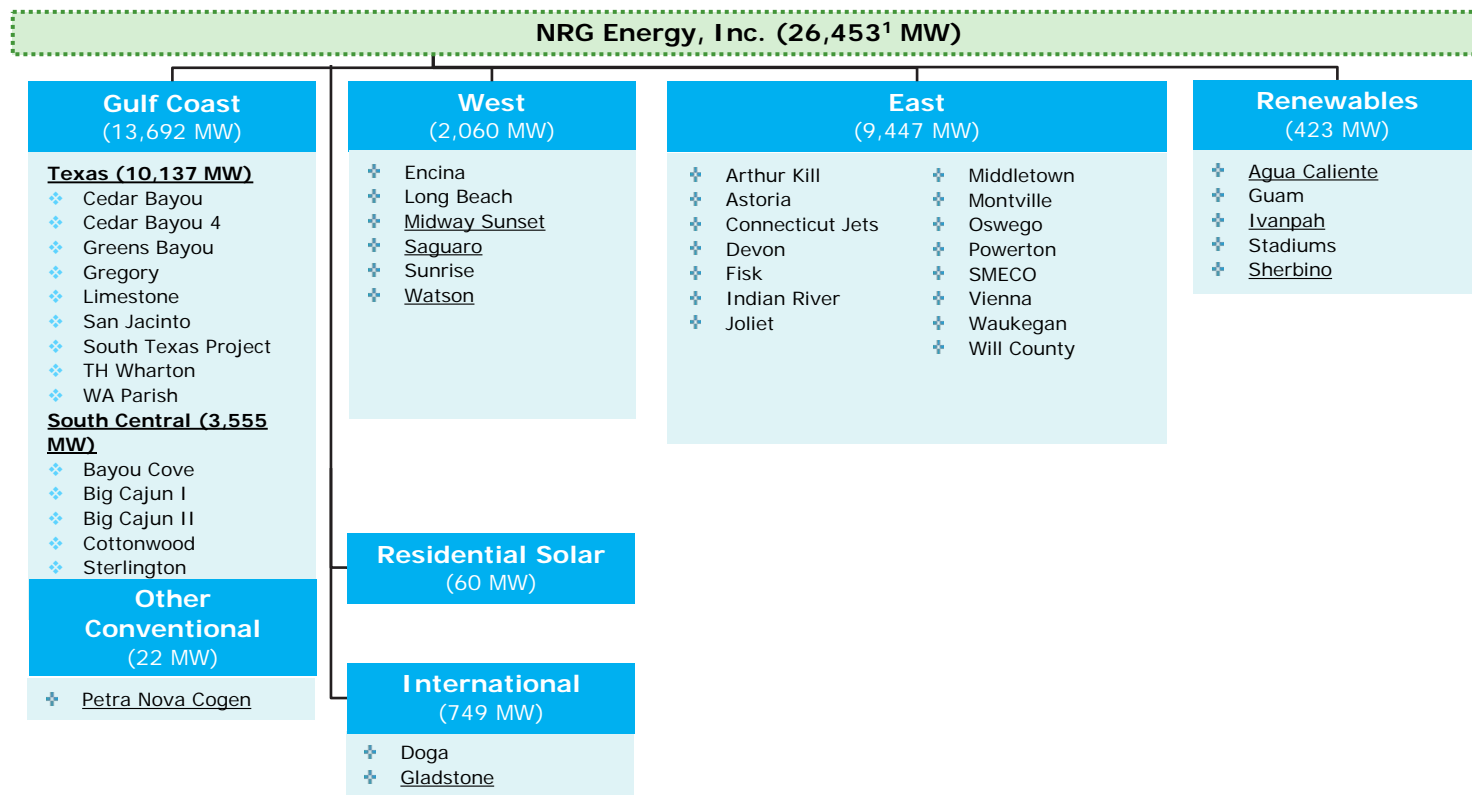 NRG Energy, Inc. (26,453¹ MW)
Gulf Coast
(13,692 MW)
Texas (10,137 MW)
Cedar Bayou
Cedar Bayou 4
Greens Bayou
Gregory
Limestone
San Jacinto
South Texas Project
TH Wharton
WA Parish
South Central (3,555
MW)
Bayou Cove
Big Cajun I
Big Cajun II
Cottonwood
Sterlington
Other
Conventional
(22 MW)
Petra Nova Cogen
West
(2,060 MW)
Encina
Long Beach
Midway Sunset
Saguaro
Sunrise
Watson
Residential Solar
(60 MW)
International
(749 MW)
Doga
Gladstone
East
(9,447 MW)
Arthur Kill
Astoria
Connecticut Jets
Devon
Fisk
Indian River
Joliet
Middletown
Montville
Oswego
Powerton
SMECO
Vienna
Waukegan
Will County
Renewables
(423 MW)
Agua Caliente
Guam
Ivanpah
Stadiums
Sherbino